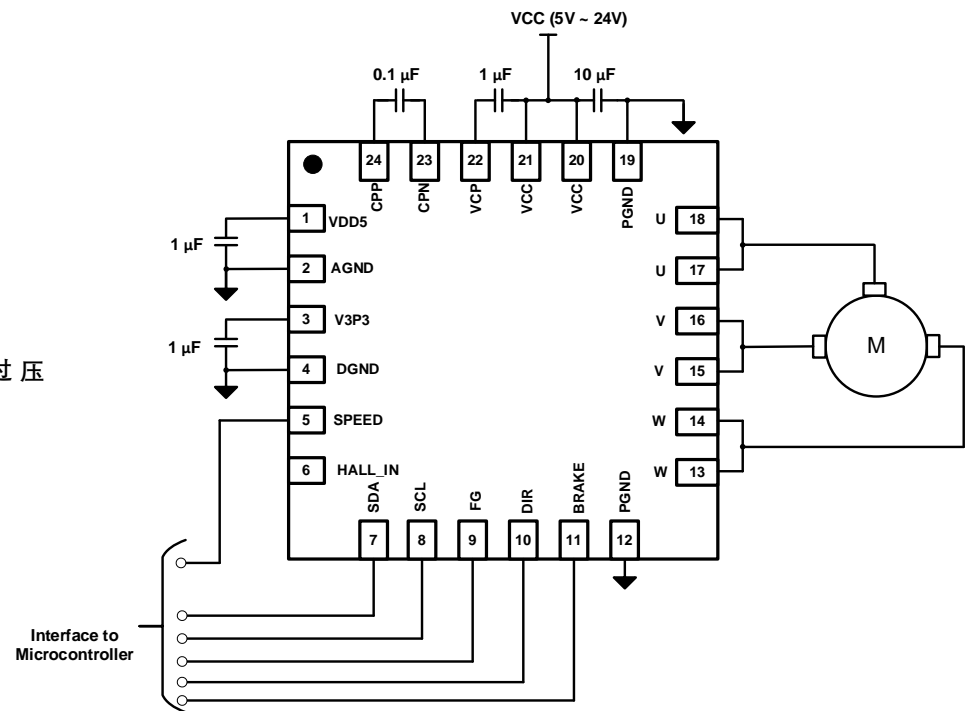 VCC (5V ~ 24V)
0.1 µF
1 µF
10 µF
24
23
22
21
20
19
CPP
CPN
VCP
VCC
VCC
PGND
1
VDD5
1 µF
2
AGND
3
V3P3
1 µF
4
DGND
过压
5
SPEED
6
HALL_IN
U
18
U
17
V
16
V
15
W
14
W
13
M
SDA
SCL
FG
DIR
BRAKE
PGND
7
8
9
10
11
12
Interface to
Microcontroller